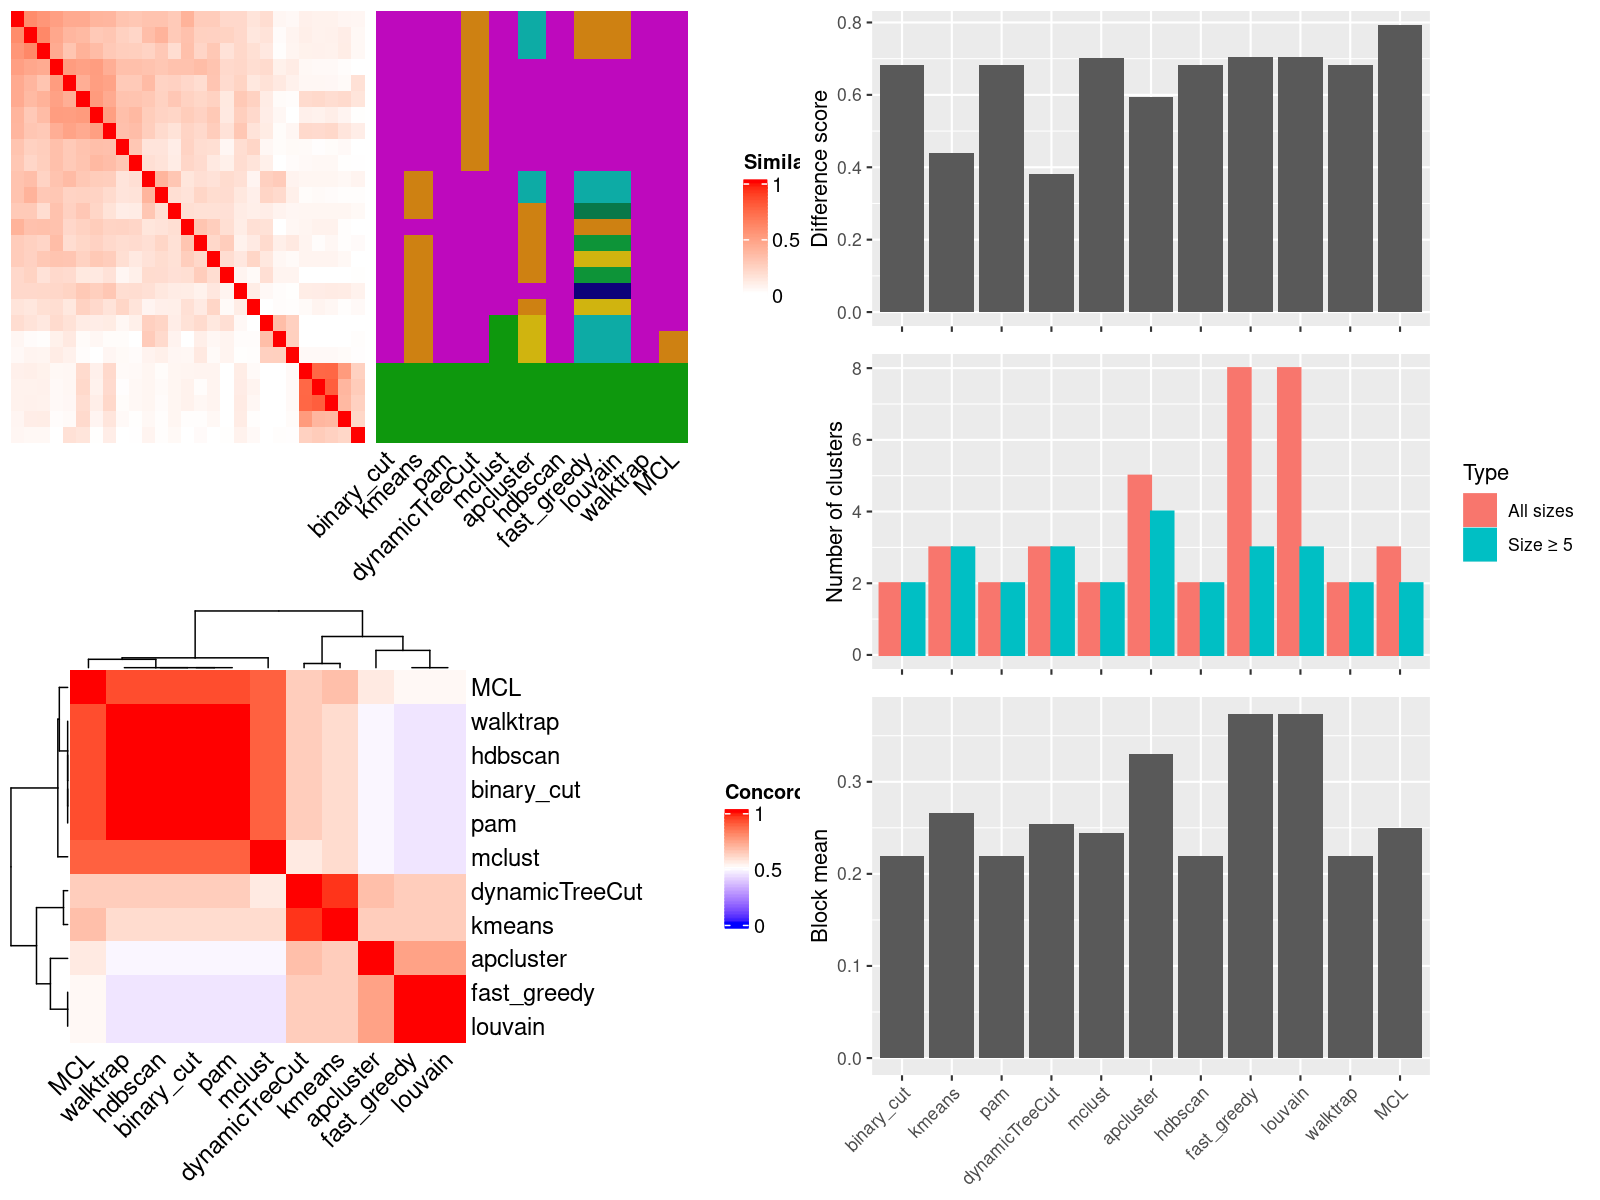 Simila
1
0.5
0
binary_cut
kmeans
pam
dynamicTreeCut
mclust
apcluster
hdbscan
fast_greedy
louvain
walktrap
MCL
MCL
walktrap
hdbscan
binary_cut
pam
mclust
dynamicTreeCut
kmeans
apcluster
fast_greedy
louvain
MCL
walktrap
hdbscan
binary_cut
pam
mclust
dynamicTreeCut
kmeans
apcluster
fast_greedy
louvain
Concord
1
0.5
0
Difference score
0.8
0.6
0.4
0.2
0.0
Number of clusters
8
6
4
2
0
Type
All sizes
Size ≥ 5
Block mean
0.3
0.2
0.1
0.0
binary_cut
kmeans
pam
dynamicTreeCut
mclust
apcluster
hdbscan
fast_greedy
louvain
walktrap
MCL